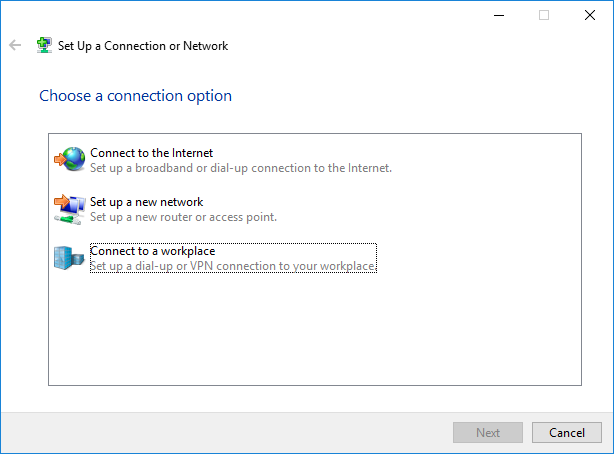 Set Up a Connection or Network
Choose a connection option
Connect to the Internet
Set up a broadband or dial-up connection to the Internet.
Set up a new network
Set up a new router or access point.
Connect to a workplace
Set up a dial-up or VPN connection to your workplace.
Next
Cancel